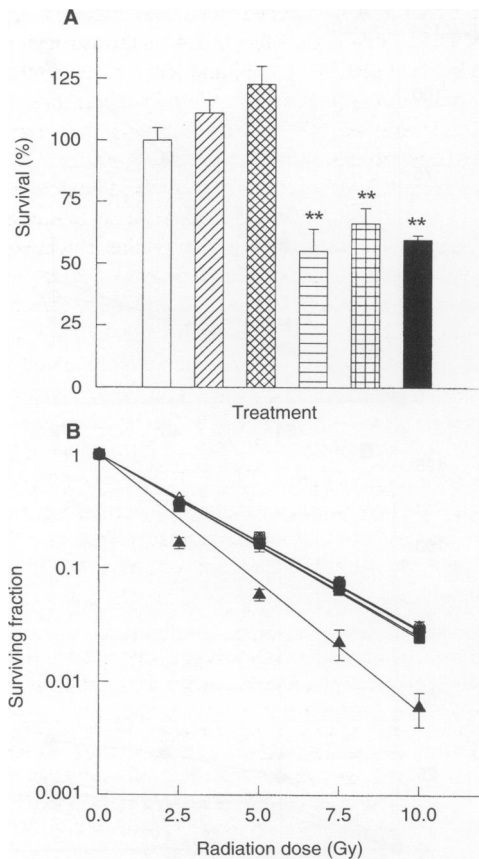 A
125
100
75
50
25
0
Survival (%)
**
**
**
Treatment
B
1
0.1
0.01
0.001
Surviving fraction
0.0 2.5 5.0 7.5 10.0
Radiation dose (Gy)